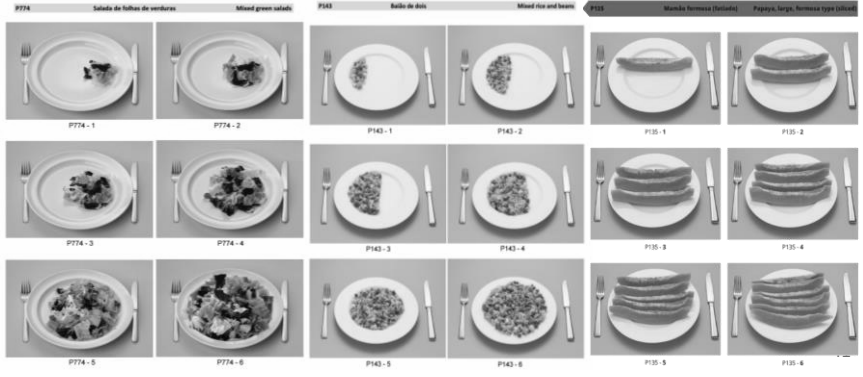 P774 Salada de folhas de verduras Mixed green salads
P774 - 1 P774 - 2
P774 - 3 P774 - 4
P774 - 5 P774 - 6
P143 Baião de dois Mixed rice and beans
P143 - 1 P143 - 2
P143 - 3 P143 - 4
P143 - 5 P143 - 6
P135 Mamão formosa (fatiado) Papaya, large, formosa type (sliced)
P135 - 1 P135 - 2
P135 - 3 P135 - 4
P135 - 5 P135 - 6